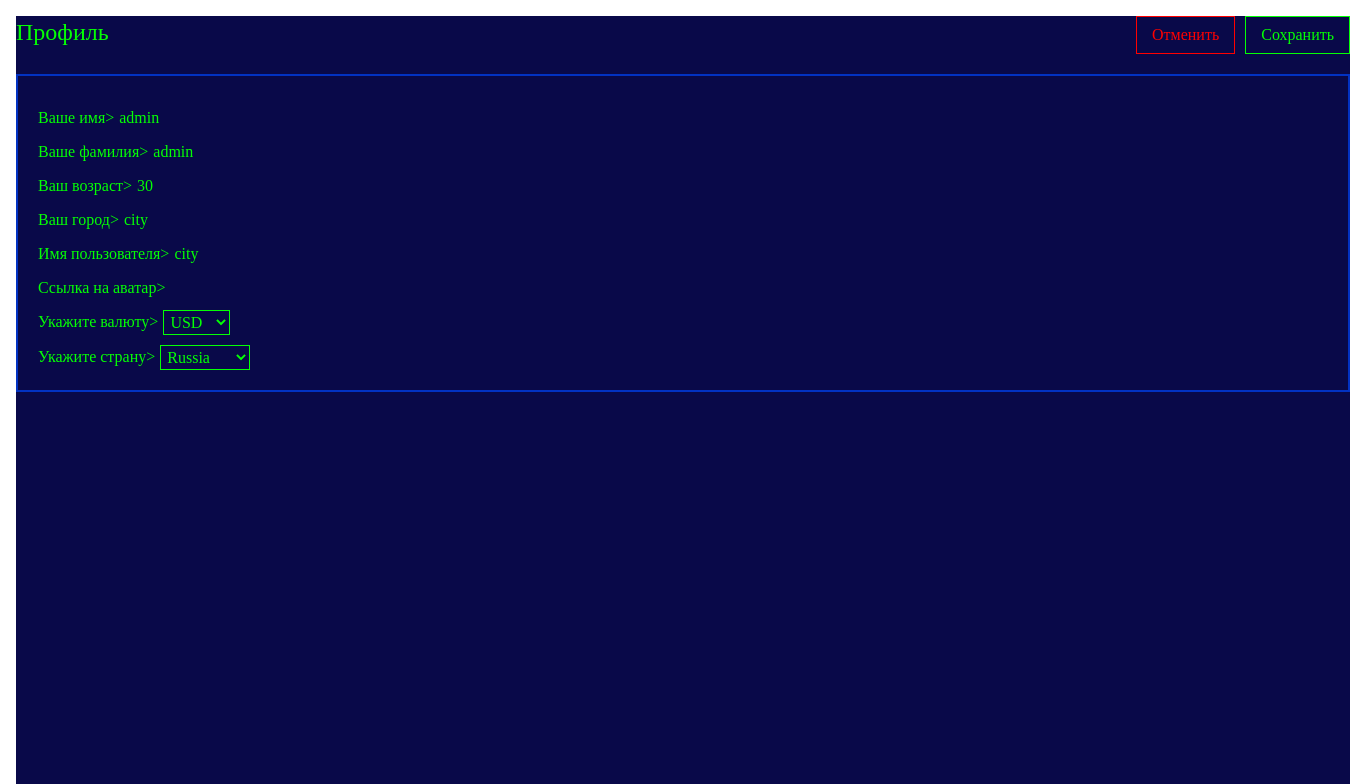 Профиль
Отменить
Сохранить
Ваше имя> admin
Ваше фамилия> admin
Ваш возраст> 30
Ваш город> city
Имя пользователя> city
Ссылка на аватар>
Укажите валюту> USD
Укажите страну> Russia